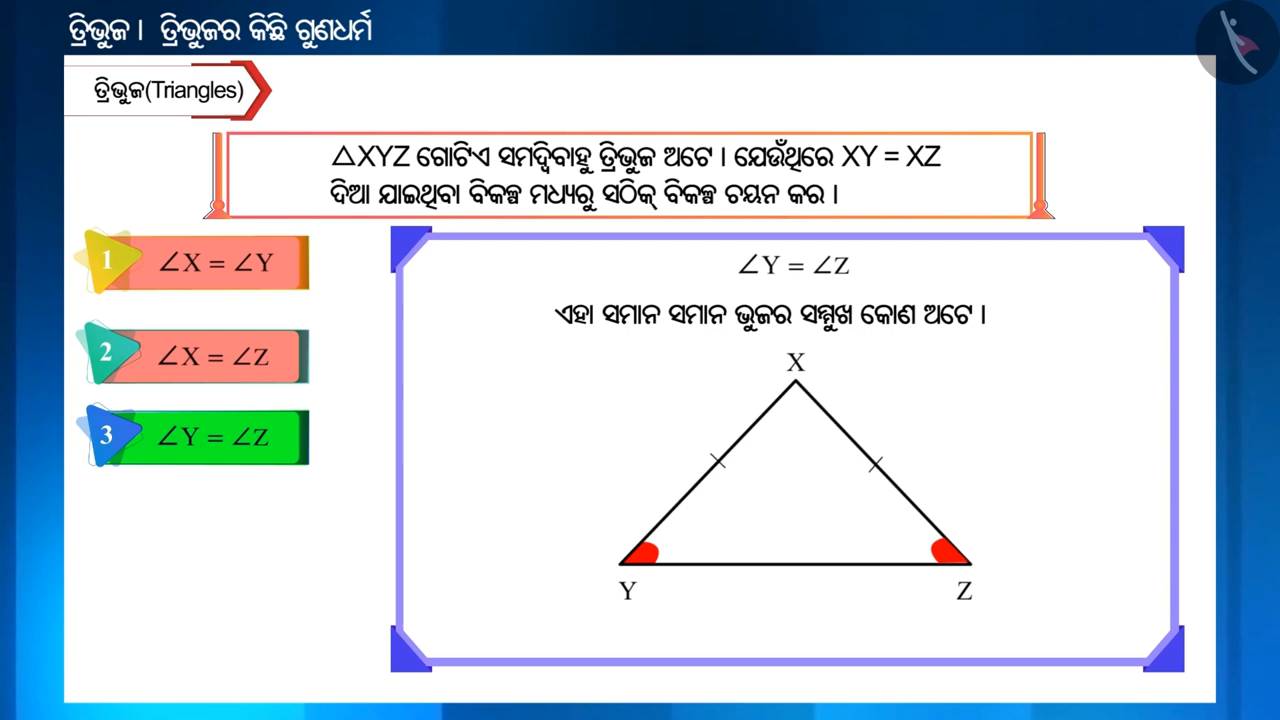 ତ୍ରିଭୁଜ। ତ୍ରିଭୁଜର କିଛି ଗୁଣଧର୍ମ
ତ୍ରିଭୁଜ(Triangles)
△XYZ ଗୋଟିଏ ସମଦ୍ୱିବାହୁ ତ୍ରିଭୁଜ ଅଟେ । ଯେଉଁଥିରେ XY = XZ
ଦିଆ ଯାଇଥିବା ବିକଳ୍ପ ମଧ୍ୟରୁ ସଠିକ୍ ବିକଳ୍ପ ଚୟନ କର ।
1 ∠X = ∠Y
2 ∠X = ∠Z
3 ∠Y = ∠Z
∠Y = ∠Z
ଏହା ସମାନ ସମାନ ଭୁଜର ସମ୍ମୁଖ କୋଣ ଅଟେ ।
X
Y Z